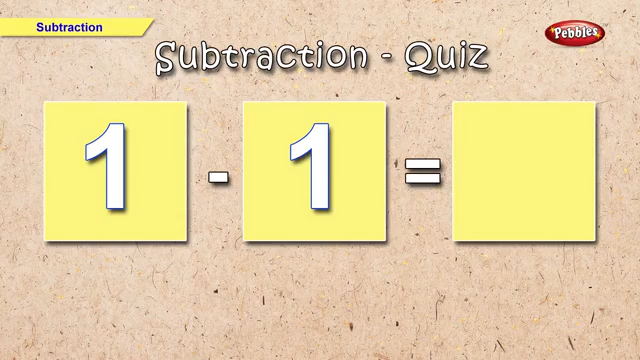 Subtraction
Pebbles
Subtraction - Quiz
1 - 1 =